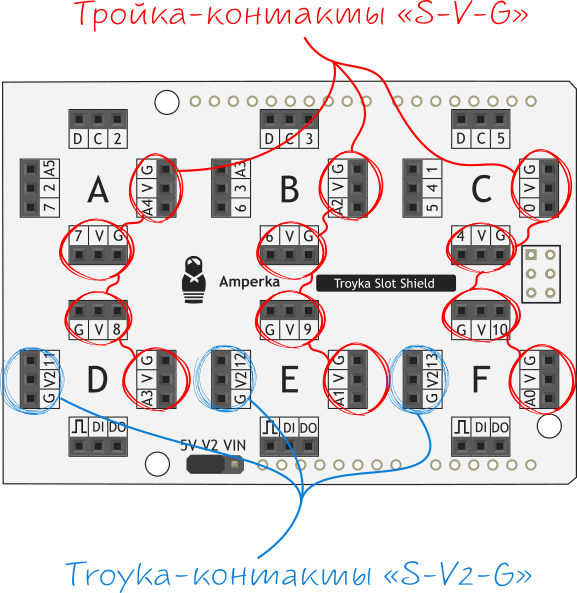 Тройка-контакты «S-V-G»
D C 2
D C 3
D C 5
7 2 A5
A
A4 V G
6 3 A3
B
A2 V G
5 4 1
C
0 V G
7 V G
6 V G
4 V G
Amperka
Troyka Slot Shield
G V 8
G V 9
G V 10
G V2 11
D
A3 V G
G V2 12
E
A1 V G
G V2 13
F
A0 V G
DI DO
DI DO
DI DO
5V V2 VIN
Troyka-контакты «S-V2-G»